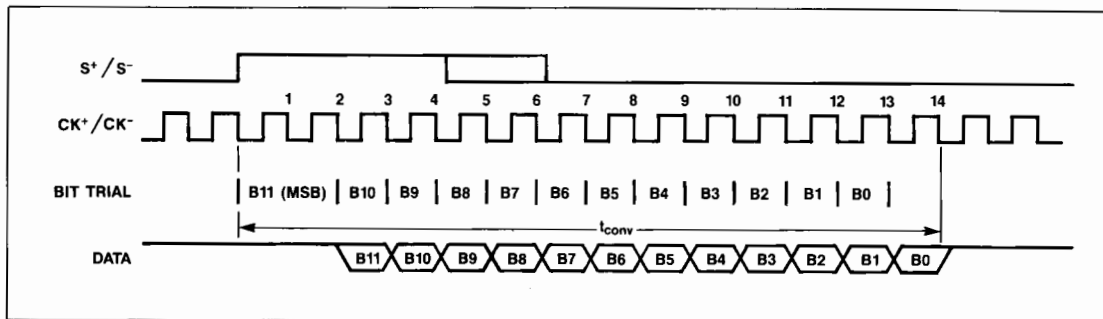 S+/S-
1 2 3 4 5 6 7 8 9 10 11 12 13 14
CK+/CK-
BIT TRIAL
B11 (MSB) B10 B9 B8 B7 B6 B5 B4 B3 B2 B1 B0
tconv
DATA
B11 B10 B9 B8 B7 B6 B5 B4 B3 B2 B1 B0